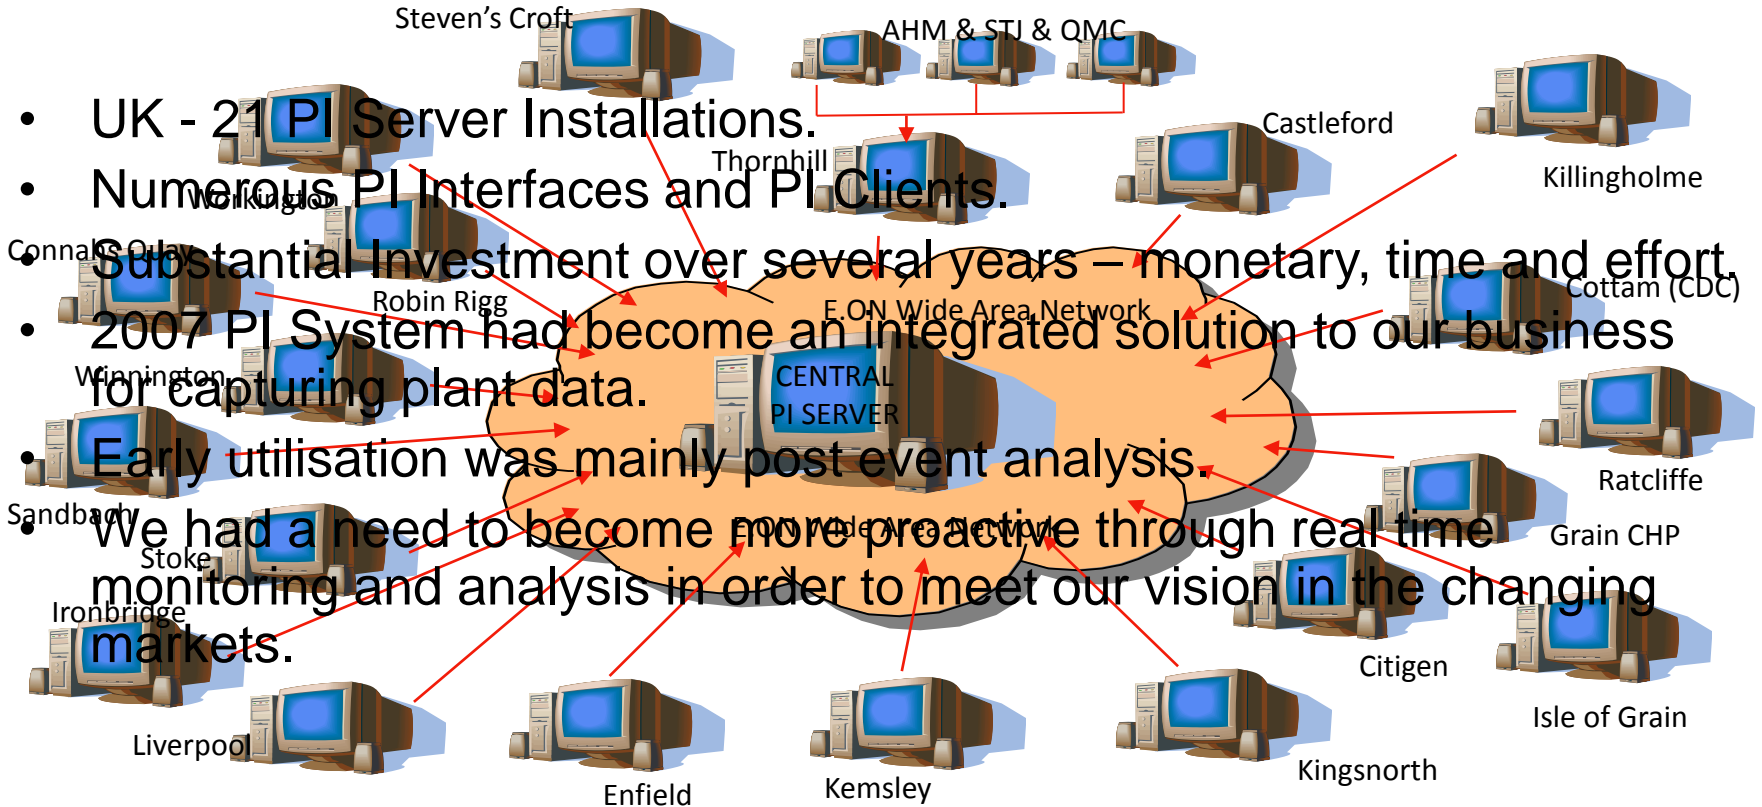 Steven’s Croft
AHM & STJ & QMC
• UK - 21 PI Server Installations.
Castleford
Thornhill
Killingholme
• Numerous PI Interfaces and PI Clients.
Workington
Connahs Quay
• Substantial Investment over several years – monetary, time and effort.
Cottam (CDC)
Robin Rigg
E.ON Wide Area Network
• 2007 PI System had become an integrated solution to our business
for capturing plant data.
Winnington
CENTRAL
PI SERVER
• Early utilisation was mainly post event analysis.
Ratcliffe
Sandbach
• We had a need to become more proactive through real time
monitoring and analysis in order to meet our vision in the changing
markets.
E.ON Wide Area Network
Grain CHP
Stoke
Ironbridge
Citigen
Isle of Grain
Liverpool
Kingsnorth
Kemsley
Enfield